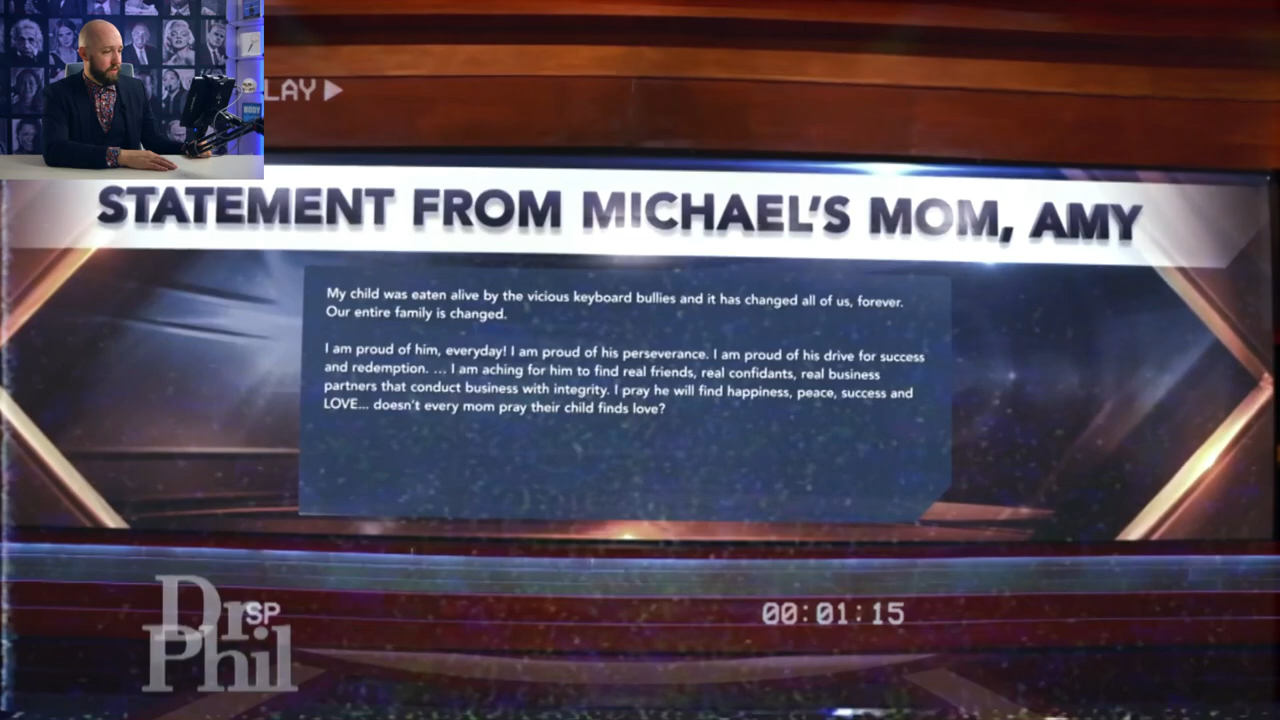 LAY
STATEMENT FROM MICHAEL'S MOM, AMY
My child was eaten alive by the vicious keyboard bullies and it has changed all of us, forever.
Our entire family is changed.
I am proud of him, everyday! I am proud of his perseverance. I am proud of his drive for success
and redemption. ... I am aching for him to find real friends, real confidants, real business
partners that conduct business with integrity. I pray he will find happiness, peace, success and
LOVE... doesn't every mom pray their child finds love?
Dr.
Phil
SP
00:01:15
BODY